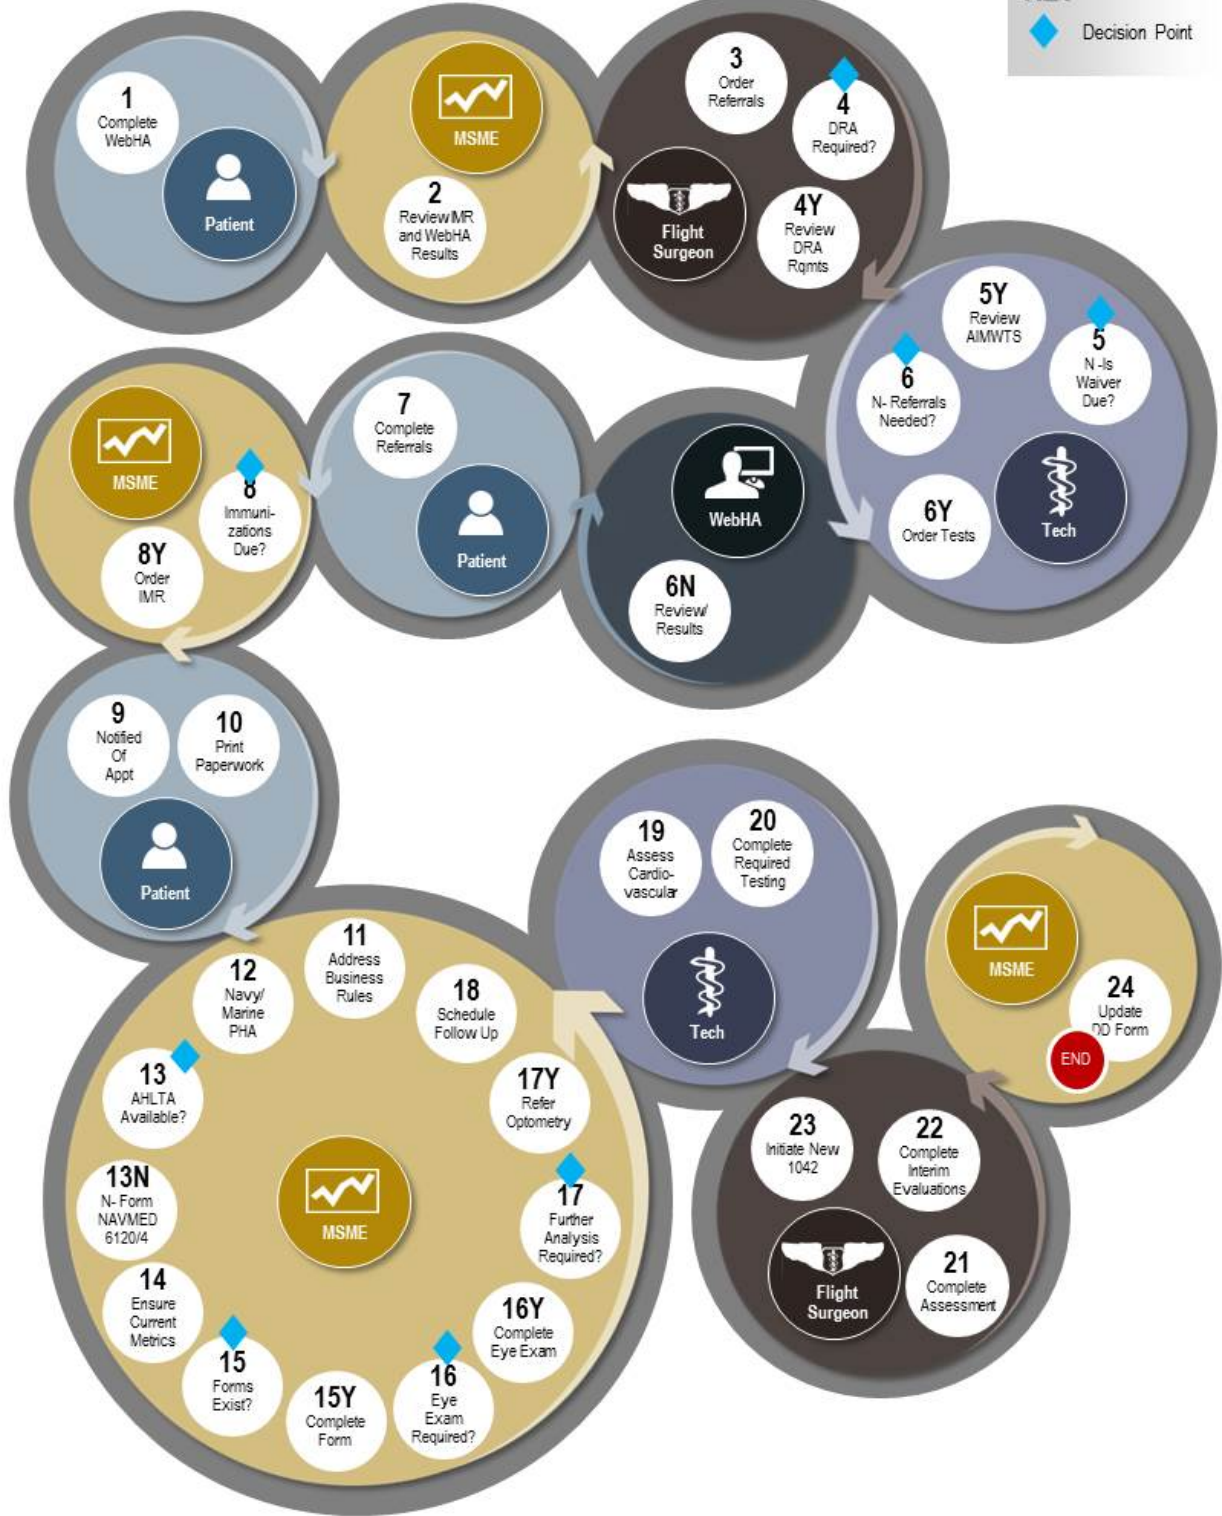 Decision Point
1
Complete
WebHA
Patient
MSME
2
Review IMR
and WebHA
Results
3
Order
Referrals
4
DRA
Required?
Flight
Surgeon
4Y
Review
DRA
Rqmts
5Y
Review
AIMWTS
5
N -Is
Waiver
Due?
6
N- Referrals
Needed?
6Y
Order Tests
Tech
WebHA
6N
Review/
Results
7
Complete
Referrals
Patient
MSME
8
Immuni-
zations
Due?
8Y
Order
IMR
9
Notified
Of
Appt
10
Print
Paperwork
Patient
11
Address
Business
Rules
12
Navy/
Marine
PHA
13
AHLTA
Available?
13N
N- Form
NAVMED
6120/4
14
Ensure
Current
Metrics
15
Forms
Exist?
15Y
Complete
Form
16
Eye
Exam
Required?
16Y
Complete
Eye Exam
17
Further
Analysis
Required?
17Y
Refer
Optometry
18
Schedule
Follow Up
MSME
19
Assess
Cardio-
vascular
20
Complete
Required
Testing
Tech
21
Complete
Assessment
22
Complete
Interim
Evaluations
23
Initiate New
1042
Flight
Surgeon
MSME
24
Update
DD Form
END